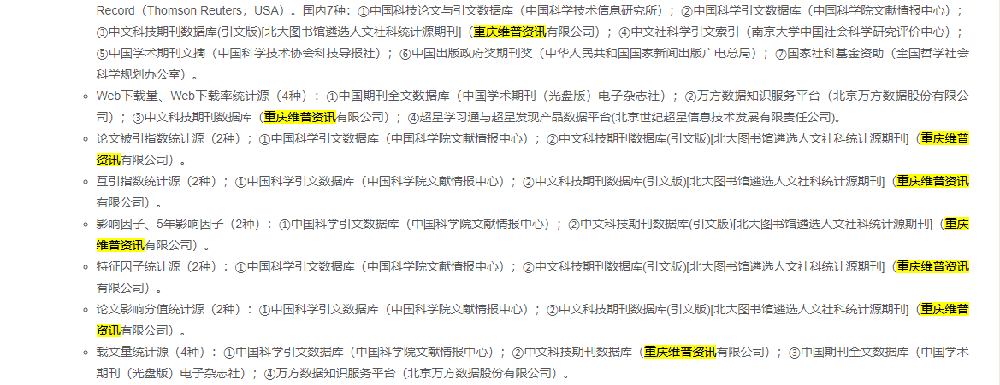 Record（Thomson Reuters，USA）。国内7种：①中国科技论文与引文数据库（中国科学技术信息研究所）；②中国科学引文数据库（中国科学院文献情报中心）；
③中文科技期刊数据库(引文版)[北大图书馆遴选人文社科统计源期刊]（重庆维普资讯有限公司）；④中文社科学引文索引（南京大学中国社会科学研究评价中心）；
⑤中国学术期刊文摘（中国科学技术协会科技导报社）；⑥中国出版政府奖期刊奖（中华人民共和国国家新闻出版广电总局）；⑦国家社科基金资助（全国哲学社会
科学规划办公室）。
Web下载量、Web下载率统计源（4种）：①中国期刊全文数据库（中国学术期刊（光盘版）电子杂志社）；②万方数据知识服务平台（北京万方数据股份有限公
司）；③中文科技期刊数据库（重庆维普资讯有限公司）；④超星学习通与超星发现产品数据平台(北京世纪超星信息技术发展有限责任公司)。
论文被引指数统计源（2种）；①中国科学引文数据库（中国科学院文献情报中心）；②中文科技期刊数据库(引文版)[北大图书馆遴选人文社科统计源期刊]（重庆维普
资讯有限公司）。
互引指数统计源（2种）；①中国科学引文数据库（中国科学院文献情报中心）；②中文科技期刊数据库(引文版)[北大图书馆遴选人文社科统计源期刊]（重庆维普资讯
有限公司）。
影响因子、5年影响因子（2种）：①中国科学引文数据库（中国科学院文献情报中心）；②中文科技期刊数据库(引文版)[北大图书馆遴选人文社科统计源期刊]（重庆
维普资讯有限公司）。
特征因子统计源（2种）：①中国科学引文数据库（中国科学院文献情报中心）；②中文科技期刊数据库(引文版)[北大图书馆遴选人文社科统计源期刊]（重庆维普资讯
有限公司）。
论文影响分值统计源（2种）：①中国科学引文数据库（中国科学院文献情报中心）；②中文科技期刊数据库(引文版)[北大图书馆遴选人文社科统计源期刊]（重庆维普
资讯有限公司）。
载文量统计源（4种）：①中国科学引文数据库（中国科学院文献情报中心）；②中文科技期刊数据库（重庆维普资讯有限公司）；③中国期刊全文数据库（中国学术
期刊（光盘版）电子杂志社）；④万方数据知识服务平台（北京万方数据股份有限公司）。